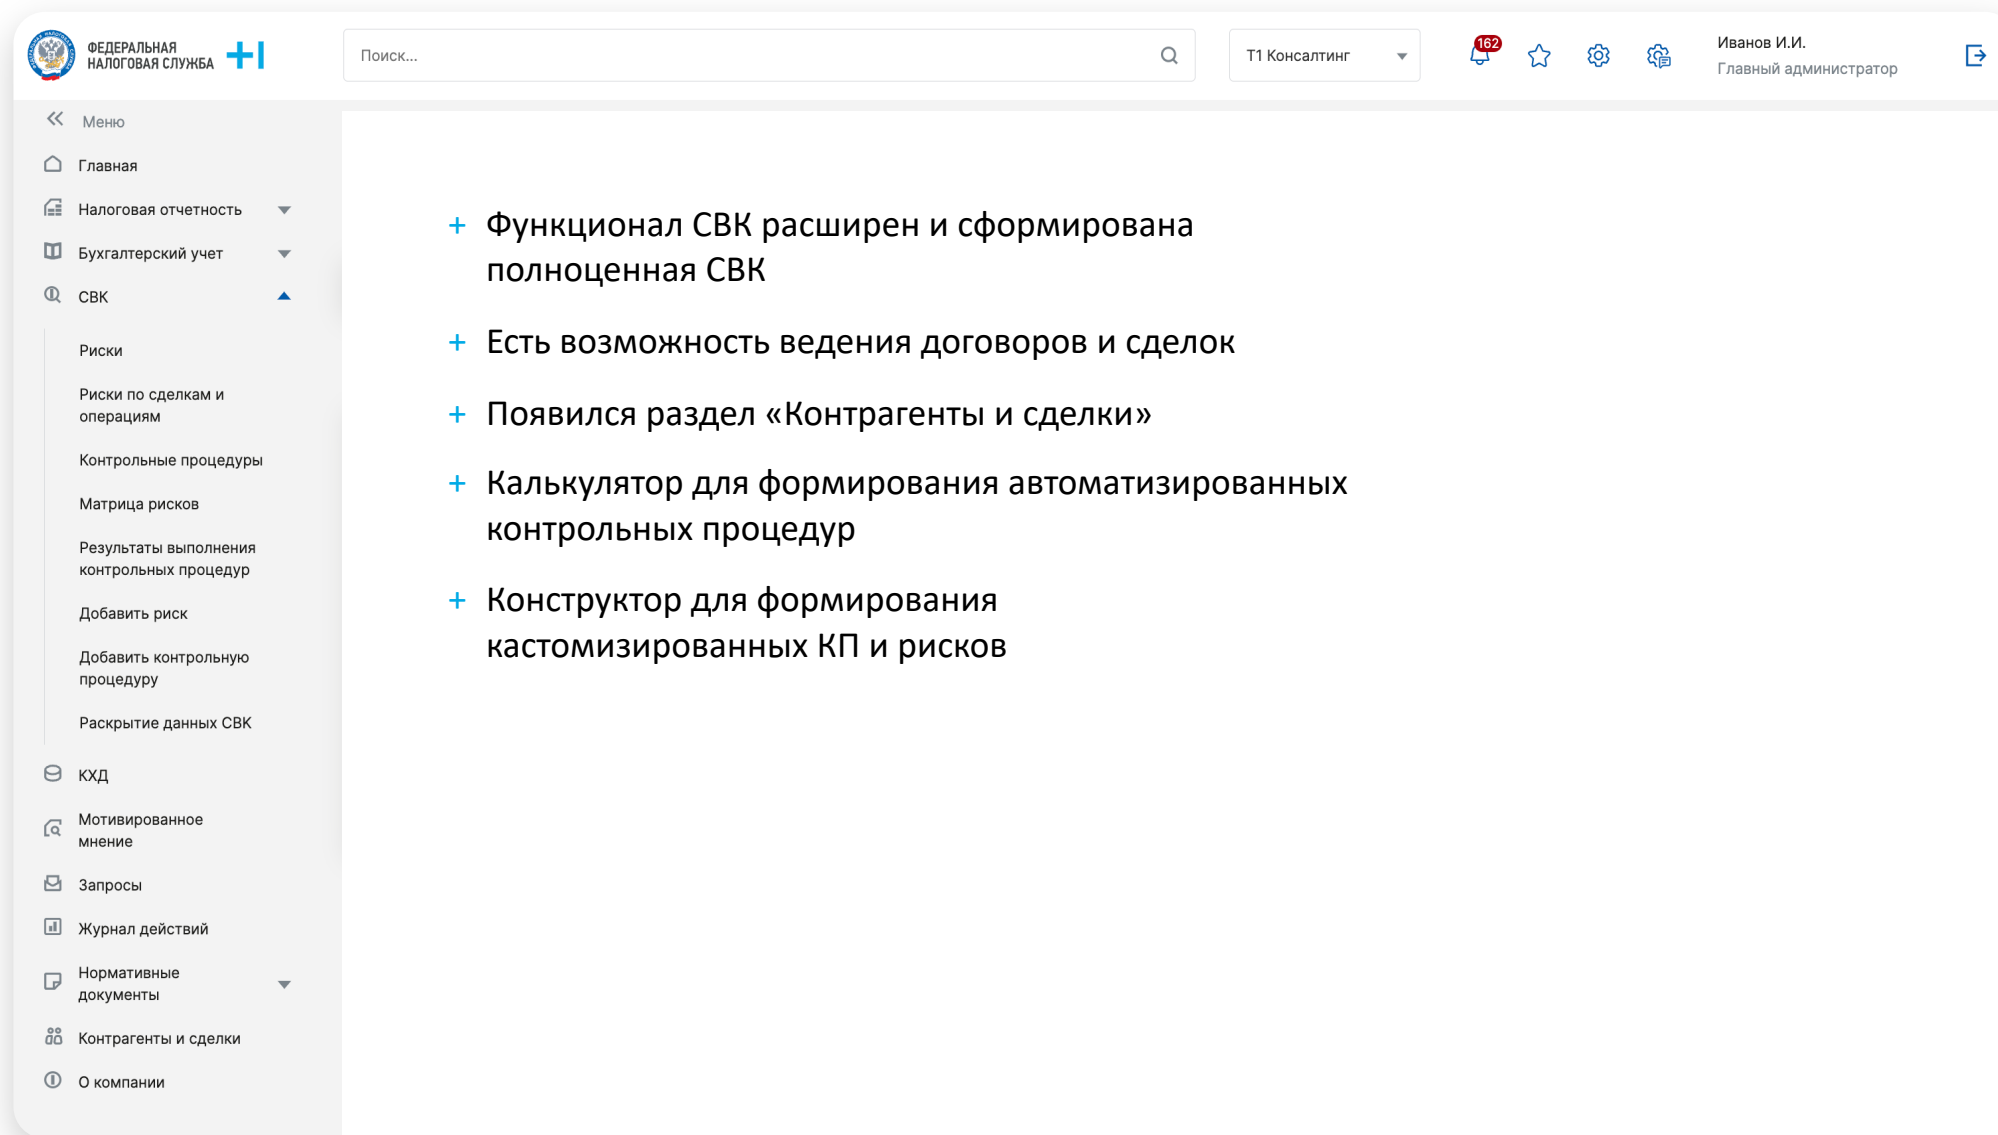 ФЕДЕРАЛЬНАЯ
НАЛОГОВАЯ СЛУЖБА
Поиск...
Т1 Консалтинг
162
Иванов И.И.
Главный администратор
Меню
Главная
Налоговая отчетность
Бухгалтерский учет
СВК
Риски
Риски по сделкам и
операциям
Контрольные процедуры
Матрица рисков
Результаты выполнения
контрольных процедур
Добавить риск
Добавить контрольную
процедуру
Раскрытие данных СВК
КХД
Мотивированное
мнение
Запросы
Журнал действий
Нормативные
документы
Контрагенты и сделки
О компании
+ Функционал СВК расширен и сформирована
полноценная СВК
+ Есть возможность ведения договоров и сделок
+ Появился раздел «Контрагенты и сделки»
+ Калькулятор для формирования автоматизированных
контрольных процедур
+ Конструктор для формирования
кастомизированных КП и рисков